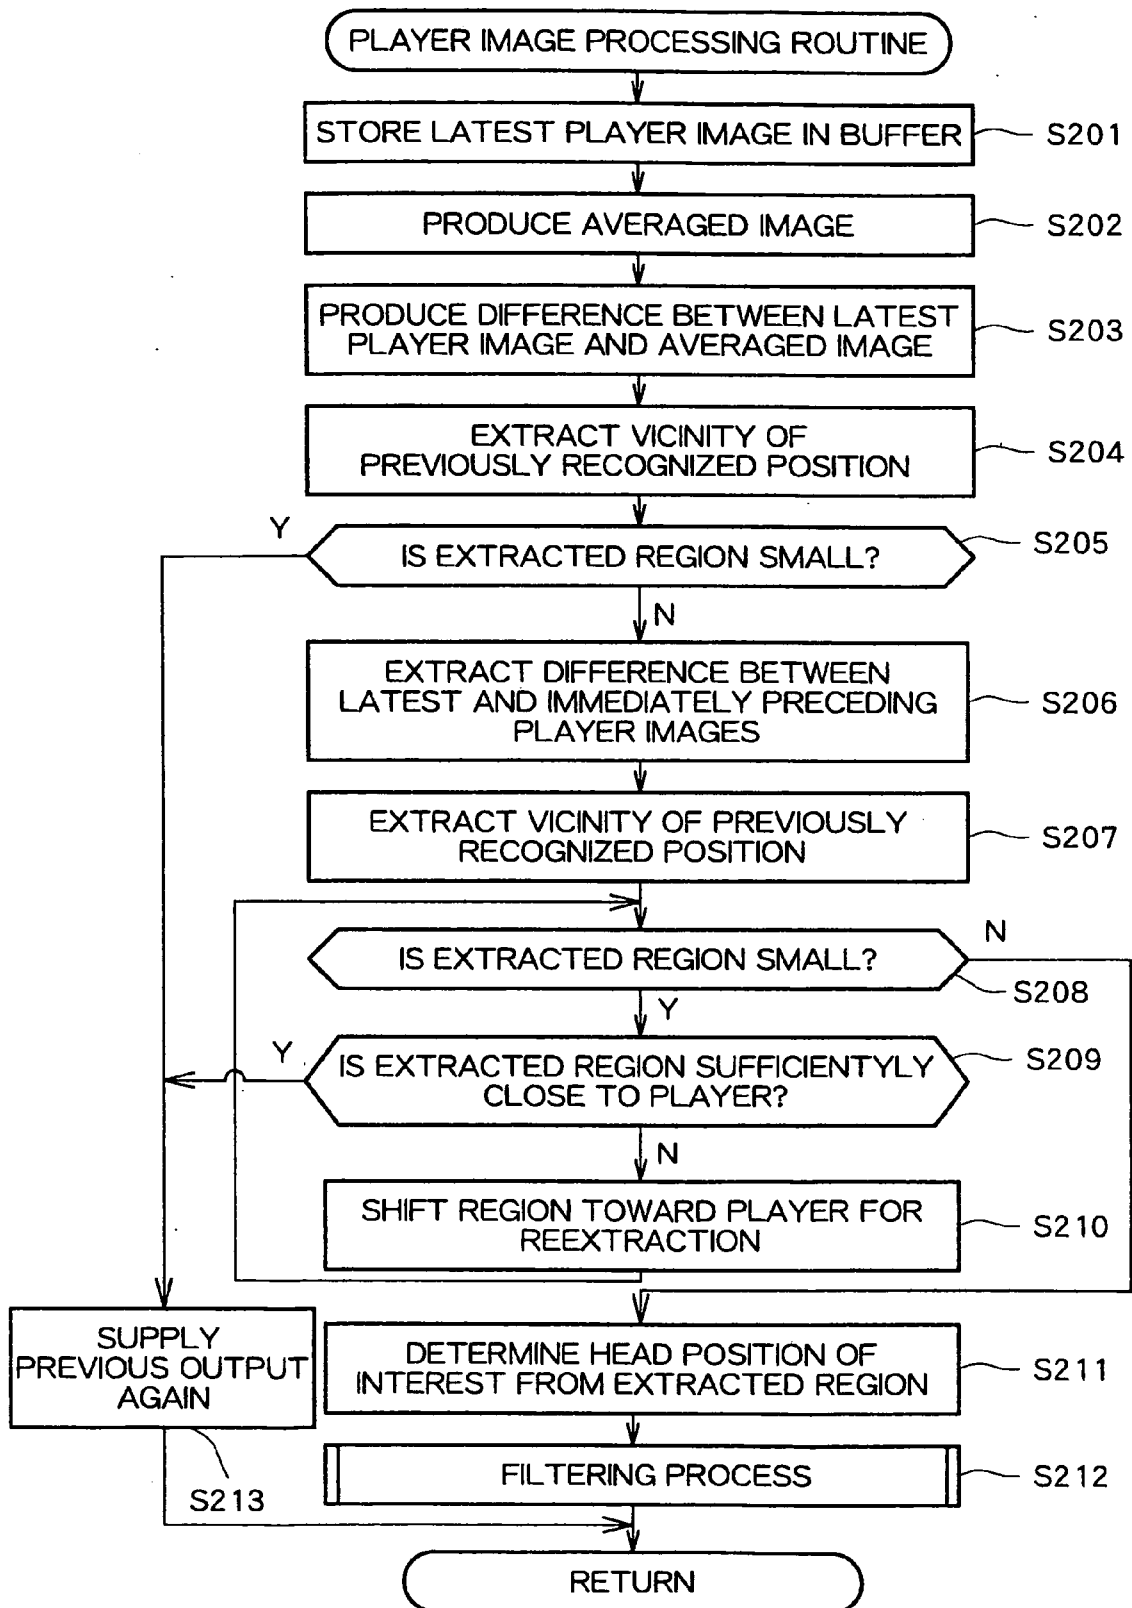 PLAYER IMAGE PROCESSING ROUTINE
STORE LATEST PLAYER IMAGE IN BUFFER
S201
PRODUCE AVERAGED IMAGE
S202
PRODUCE DIFFERENCE BETWEEN LATEST
PLAYER IMAGE AND AVERAGED IMAGE
S203
EXTRACT VICINITY OF
PREVIOUSLY RECOGNIZED POSITION
S204
Y
IS EXTRACTED REGION SMALL?
S205
N
EXTRACT DIFFERENCE BETWEEN
LATEST AND IMMEDIATELY PRECEDING
PLAYER IMAGES
S206
EXTRACT VICINITY OF PREVIOUSLY
RECOGNIZED POSITION
S207
IS EXTRACTED REGION SMALL?
N
S208
Y
Y
IS EXTRACTED REGION SUFFICIENTYLY
CLOSE TO PLAYER?
S209
N
SHIFT REGION TOWARD PLAYER FOR
REEXTRACTION
S210
SUPPLY
PREVIOUS OUTPUT
AGAIN
S213
DETERMINE HEAD POSITION OF
INTEREST FROM EXTRACTED REGION
S211
FILTERING PROCESS
S212
RETURN